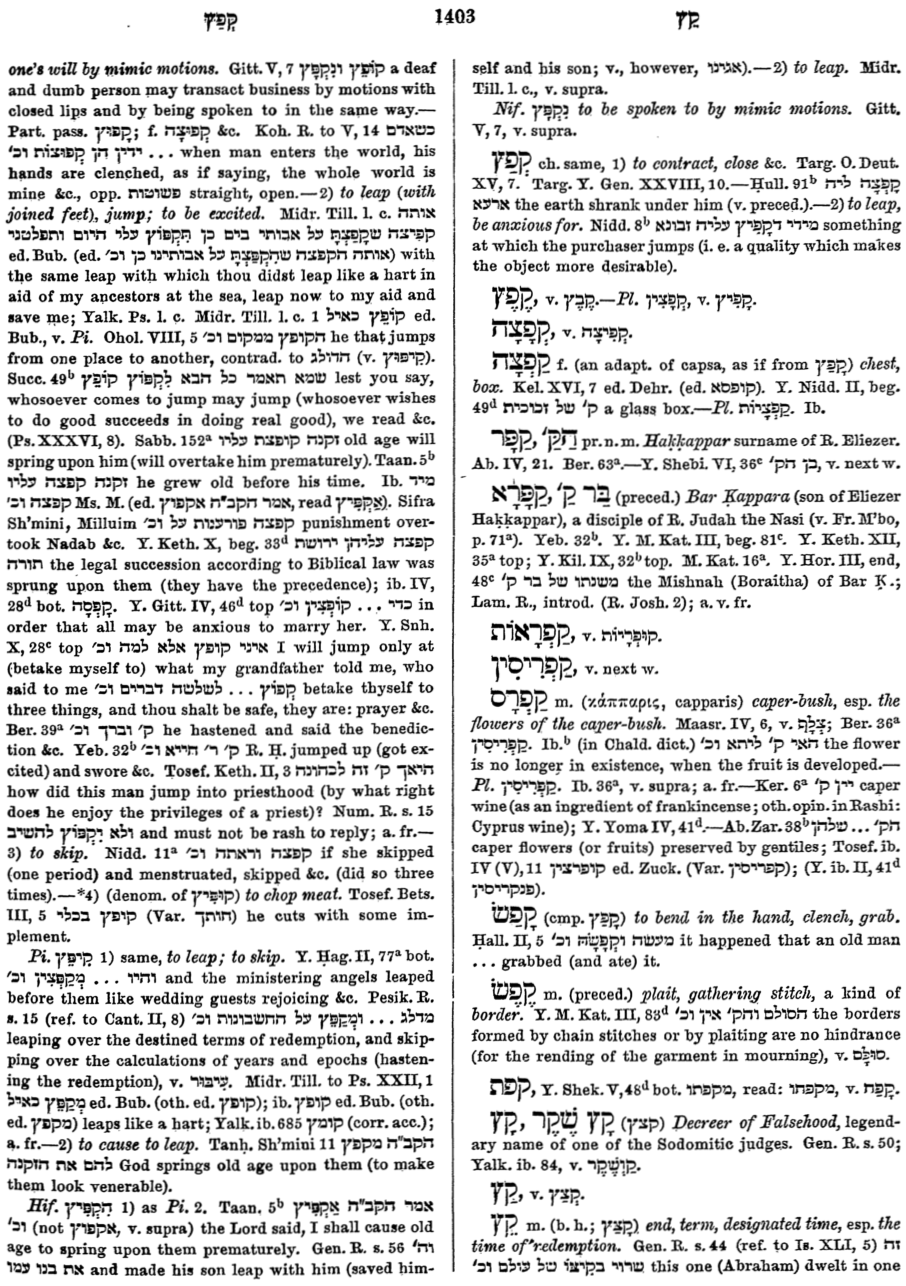 קָפַץ
1403
קֵץ
one's will by mimic motions. Gitt. V, 7 קוֹפֵץ וְנִקְפָּץ a deaf
and dumb person may transact business by motions with
closed lips and by being spoken to in the same way.—
Part. pass. קָפוּץ; f. קְפוּצָה &c. Koh. R. to V, 14 כשאדם
ידיו הן קפוצות וכ׳ ... when man enters the world, his
hands are clenched, as if saying, the whole world is
mine &c., opp. פשוטות straight, open.—2) to leap (with
joined feet), jump; to be excited. Midr. Till. l. c. אותה
קפיצה שֶׁקָּפַצְתָּ על אבותי בים כן תִּקְפּוֹץ עלי היום ותפלטני
ed. Bub. (ed. אותה הקפצה שהִקְפַּצְתָּ על אבותינו כן וכ׳) with
the same leap with which thou didst leap like a hart in
aid of my ancestors at the sea, leap now to my aid and
save me; Yalk. Ps. l. c. Midr. Till. l. c. 1 קוֹפֵץ כאיל ed.
Bub., v. Pi. Ohol. VIII, 5 הקופץ ממקום וכ׳ he that jumps
from one place to another, contrad. to הדולג (v. קִיפּוּץ).
Succ. 49ᵇ שמא תאמר כל הבא לִקְפּוֹץ קוֹפֵץ lest you say,
whosoever comes to jump may jump (whosoever wishes
to do good succeeds in doing real good), we read &c.
(Ps. XXXVI, 8). Sabb. 152ᵃ זקנה קופצת עליו old age will
spring upon him (will overtake him prematurely). Taan. 5ᵇ
זקנה קפצה עליו he grew old before his time. Ib. מיד
קפצה וכ׳ Ms. M. (ed. אמר הקב״ה אקפוץ, read אַקְפִּיץ). Sifra
Sh'mini, Milluim קפצה פורענות על וכ׳ punishment over-
took Nadab &c. Y. Keth. X, beg. 33ᵈ קפצה עליהן ירושת
תורה the legal succession according to Biblical law was
sprung upon them (they have the precedence); ib. IV,
28ᵈ bot. קָפְסָה. Y. Gitt. IV, 46ᵈ top כדי ... קוֹפְצִין וכ׳ in
order that all may be anxious to marry her. Y. Snh.
X, 28ᶜ top איני קופץ אלא למה וכ׳ I will jump only at
(betake myself to) what my grandfather told me, who
said to me לשלשה דברים וכ׳ ... קְפוֹץ betake thyself to
three things, and thou shalt be safe, they are: prayer &c.
Ber. 39ᵃ ק׳ וברך וכ׳ he hastened and said the benedic-
tion &c. Yeb. 32ᵇ ק׳ ר׳ חייא וכ׳ R. Ḥ. jumped up (got ex-
cited) and swore &c. Tosef. Keth. II, 3 היאך ק׳ זה לכהונה
how did this man jump into priesthood (by what right
does he enjoy the privileges of a priest)? Num. R. s. 15
ולא יִקְפּוֹץ להשיב and must not be rash to reply; a. fr.—
3) to skip. Nidd. 11ᵃ קפצה וראתה וכ׳ if she skipped
(one period) and menstruated, skipped &c. (did so three
times).—*4) (denom. of קוֹפִיץ) to chop meat. Tosef. Bets.
III, 5 קופץ בכלי (Var. חותך) he cuts with some im-
plement.
Pi. קִיפֵּץ 1) same, to leap; to skip. Y. Ḥag. II, 77ᵃ bot.
והיו ... מְקַפְּצִין וכ׳ and the ministering angels leaped
before them like wedding guests rejoicing &c. Pesik. R.
s. 15 (ref. to Cant. II, 8) מדלג ... וּמְקַפֵּץ על החשבונות וכ׳
leaping over the destined terms of redemption, and skip-
ping over the calculations of years and epochs (hasten-
ing the redemption), v. עִיבּוּר. Midr. Till. to Ps. XXII, 1
מְקַפֵּץ כאיל ed. Bub. (oth. ed. קופץ); ib. קופץ ed. Bub. (oth.
ed. מקפץ) leaps like a hart; Yalk. ib. 685 קומץ (corr. acc.);
a. fr.—2) to cause to leap. Tanḥ. Sh'mini 11 הקב״ה מקפץ
להם את הזקנה God springs old age upon them (to make
them look venerable).
Hif. הִקְפִּיץ 1) as Pi. 2. Taan. 5ᵇ אמר הקב״ה אַקְפִּיץ
וכ׳ (not אקפוץ, v. supra) the Lord said, I shall cause old
age to spring upon them prematurely. Gen. R. s. 56 וה׳
את בנו עמו and made his son leap with him (saved him-
self and his son; v., however, אגינו).—2) to leap. Midr.
Till. l. c., v. supra.
Nif. נִקְפָּץ to be spoken to by mimic motions. Gitt.
V, 7, v. supra.
קְפַץ ch. same, 1) to contract, close &c. Targ. O. Deut.
XV, 7. Targ. Y. Gen. XXVIII, 10.—Ḥull. 91ᵇ קָפְצָה ליה
ארעא the earth shrank under him (v. preced.).—2) to leap,
be anxious for. Nidd. 8ᵇ מידי דקָפֵיץ עליה זבונא something
at which the purchaser jumps (i. e. a quality which makes
the object more desirable).
קֶפֶץ, v. קֶבֶץ.—Pl. קְפָצִין, v. קָפִיץ.
קְפָצָה, v. קְפִיצָה.
קַפְצָה f. (an adapt. of capsa, as if from קָפַץ) chest,
box. Kel. XVI, 7 ed. Dehr. (ed. קופסא). Y. Nidd. II, beg.
49ᵈ ק׳ של זכוכית a glass box.—Pl. קַפְצָיוֹת. Ib.
קַפָּר, הַקַּ׳ pr. n. m. Haḳḳappar surname of R. Eliezer.
Ab. IV, 21. Ber. 63ᵃ.—Y. Shebi. VI, 36ᶜ בן הק׳, v. next w.
קַפָּרָא, בַּר קַ׳ (preced.) Bar Ḳappara (son of Eliezer
Haḳḳappar), a disciple of R. Judah the Nasi (v. Fr. M'bo,
p. 71ᵃ). Yeb. 32ᵇ. Y. M. Kat. III, beg. 81ᶜ. Y. Keth. XII,
35ᵃ top; Y. Kil. IX, 32ᵇ top. M. Kat. 16ᵃ. Y. Hor. III, end,
48ᶜ משנתו של בר ק׳ the Mishnah (Boraitha) of Bar Ḳ.;
Lam. R., introd. (R. Josh. 2); a. v. fr.
קַפְרָאוֹת, v. קוּפְרָיוֹת.
קַפְרִיסִין, v. next w.
קַפְרָס m. (κάππαρις, capparis) caper-bush, esp. the
flowers of the caper-bush. Maasr. IV, 6, v. צָלָף; Ber. 36ᵃ
קַפְרִיסִין. Ib.ᵇ (in Chald. dict.) האי ק׳ ליתא וכ׳ the flower
is no longer in existence, when the fruit is developed.—
Pl. קַפְרִיסִין. Ib. 36ᵃ, v. supra; a. fr.—Ker. 6ᵃ יין ק׳ caper
wine (as an ingredient of frankincense; oth. opin. in Rashi:
Cyprus wine); Y. Yoma IV, 41ᵈ.—Ab. Zar. 38ᵇ הק׳ ... שלהן
caper flowers (or fruits) preserved by gentiles; Tosef. ib.
IV (V), 11 קופרצין ed. Zuck. (Var. קפריסין); (Y. ib. II, 41ᵈ
פנקריסין).
קָפַשׁ (cmp. קָפַץ) to bend in the hand, clench, grab.
Ḥall. II, 5 מעשה וקְפָשָׁהּ וכ׳ it happened that an old man
... grabbed (and ate) it.
קֶפֶשׁ m. (preced.) plait, gathering stitch, a kind of
border. Y. M. Kat. III, 83ᵈ הסולם והק׳ אין וכ׳ the borders
formed by chain stitches or by plaiting are no hindrance
(for the rending of the garment in mourning), v. סוּלָּם.
קפת, Y. Shek. V, 48ᵈ bot. מקפתו, read: מקפחו, v. קָפַח.
קָץ, קָץ שֶׁקֶר (קצץ) Decreer of Falsehood, legend-
ary name of one of the Sodomitic judges. Gen. R. s. 50;
Yalk. ib. 84, v. קַוְשָׁקַר.
קַץ, v. קָצַץ.
קֵץ m. (b. h.; קָצַץ) end, term, designated time, esp. the
time of redemption. Gen. R. s. 44 (ref. to Is. XLI, 5) זה
שרוי בקיצו של עולם וכ׳ this one (Abraham) dwelt in one